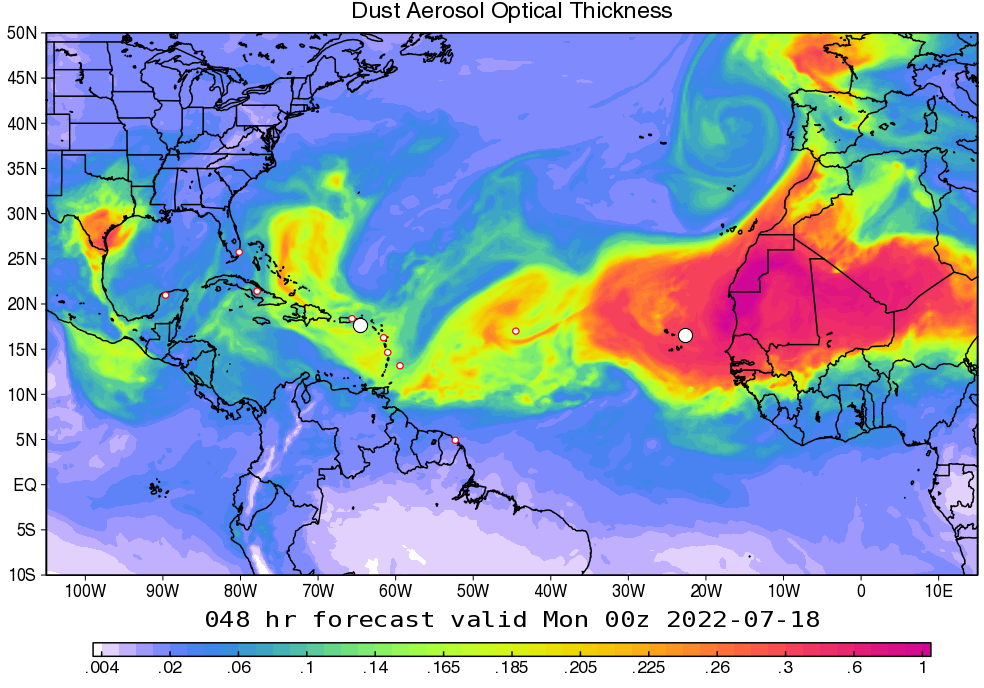 Dust Aerosol Optical Thickness
50N
45N
40N
35N
30N
25N
20N
15N
10N
5N
EQ
5S
10S
100W 90W 80W 70W 60W 50W 40W 30W 20W 10W 0 10E
048 hr forecast valid Mon 00z 2022-07-18
.004 .02 .06 .1 .14 .165 .185 .205 .225 .26 .3 .6 1